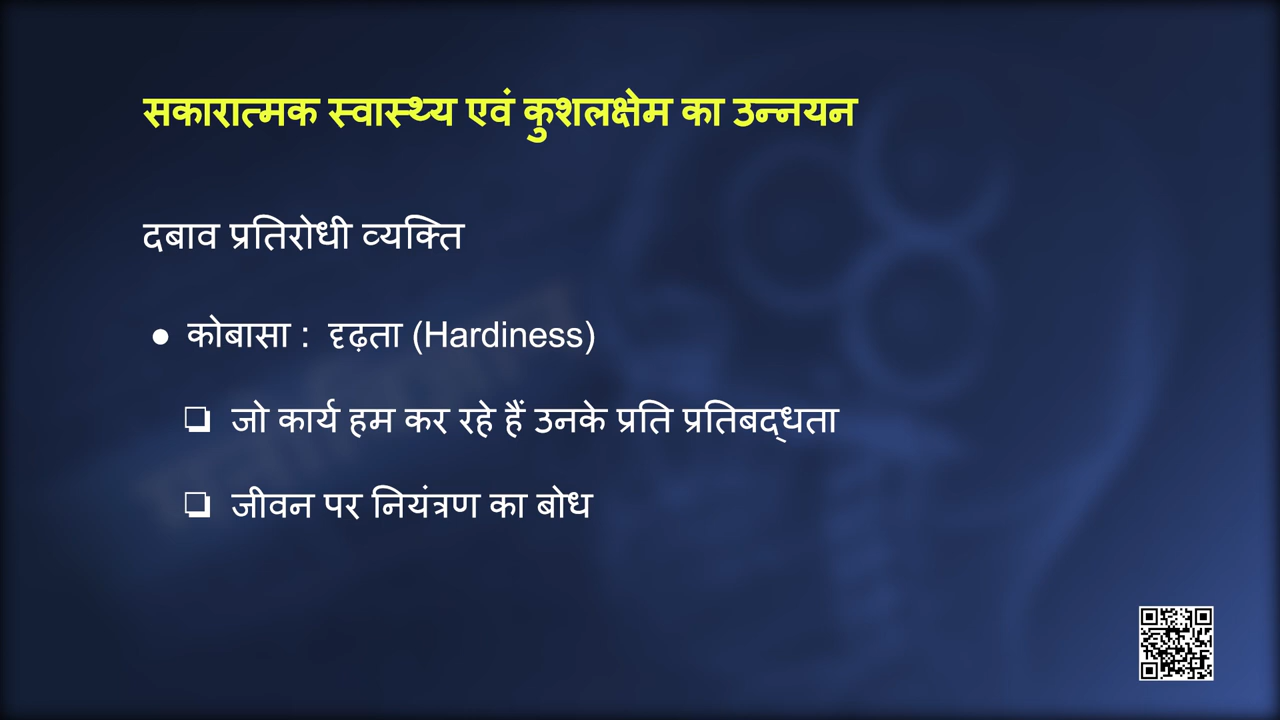 सकारात्मक स्वास्थ्य एवं कुशलक्षेम का उन्नयन
दबाव प्रतिरोधी व्यक्ति
● कोबासा : दृढ़ता (Hardiness)
❏ जो कार्य हम कर रहे हैं उनके प्रति प्रतिबद्धता
❏ जीवन पर नियंत्रण का बोध